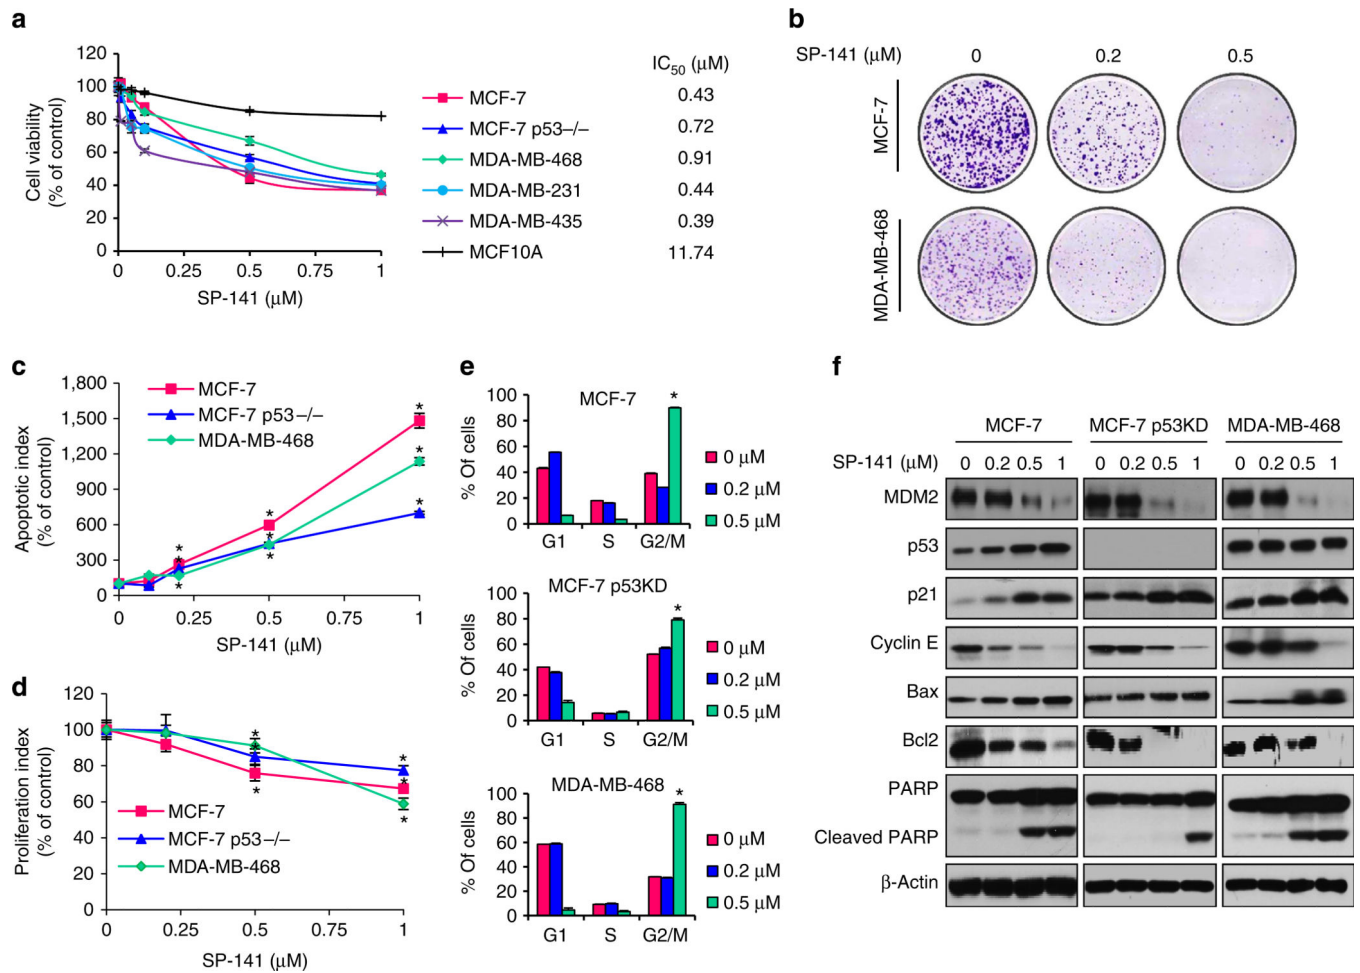 a
120
100
80
60
40
20
0
Cell viability
(% of control)
0 0.25 0.5 0.75 1
SP-141 (μM)
IC50 (μM)
MCF-7 0.43
MCF-7 p53–/– 0.72
MDA-MB-468 0.91
MDA-MB-231 0.44
MDA-MB-435 0.39
MCF10A 11.74
b
SP-141 (μM) 0 0.2 0.5
MCF-7
MDA-MB-468
c
1,800
1,500
1,200
900
600
300
0
Apoptotic index
(% of control)
MCF-7
MCF-7 p53–/–
MDA-MB-468
* * * * * * * * *
0 0.25 0.5 0.75 1
SP-141 (μM)
d
120
100
80
60
40
20
0
Proliferation index
(% of control)
* * * * * *
MCF-7
MCF-7 p53–/–
MDA-MB-468
0 0.25 0.5 0.75 1
SP-141 (μM)
e
MCF-7
100
80
60
40
20
0
% Of cells
*
0 μM
0.2 μM
0.5 μM
G1 S G2/M
MCF-7 p53KD
100
80
60
40
20
0
% Of cells
*
0 μM
0.2 μM
0.5 μM
G1 S G2/M
MDA-MB-468
100
80
60
40
20
0
% Of cells
*
0 μM
0.2 μM
0.5 μM
G1 S G2/M
f
MCF-7 MCF-7 p53KD MDA-MB-468
SP-141 (μM) 0 0.2 0.5 1 0 0.2 0.5 1 0 0.2 0.5 1
MDM2
p53
p21
Cyclin E
Bax
Bcl2
PARP
Cleaved PARP
β-Actin